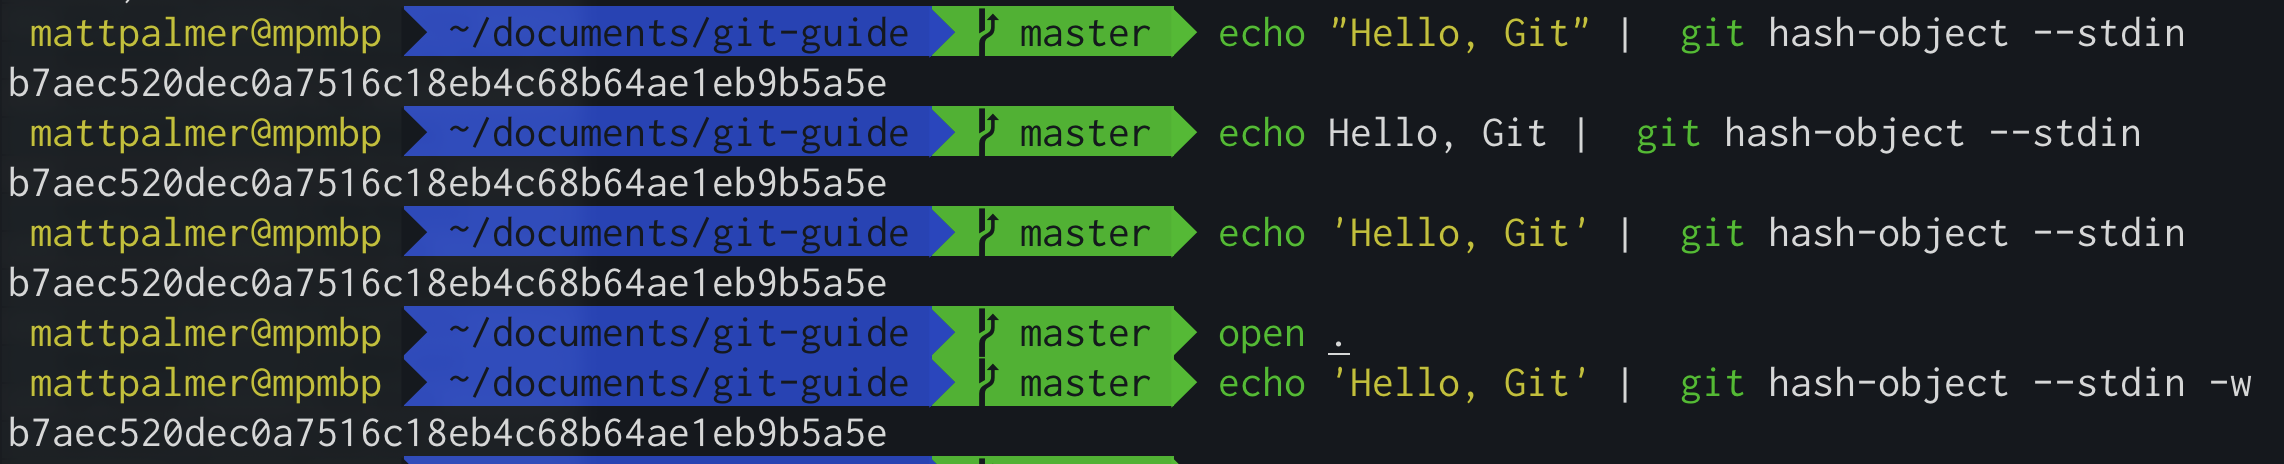 mattpalmer@mpmbp ~/documents/git-guide master echo "Hello, Git" | git hash-object --stdin
b7aec520dec0a7516c18eb4c68b64ae1eb9b5a5e
mattpalmer@mpmbp ~/documents/git-guide master echo Hello, Git | git hash-object --stdin
b7aec520dec0a7516c18eb4c68b64ae1eb9b5a5e
mattpalmer@mpmbp ~/documents/git-guide master echo 'Hello, Git' | git hash-object --stdin
b7aec520dec0a7516c18eb4c68b64ae1eb9b5a5e
mattpalmer@mpmbp ~/documents/git-guide master open .
mattpalmer@mpmbp ~/documents/git-guide master echo 'Hello, Git' | git hash-object --stdin -w
b7aec520dec0a7516c18eb4c68b64ae1eb9b5a5e